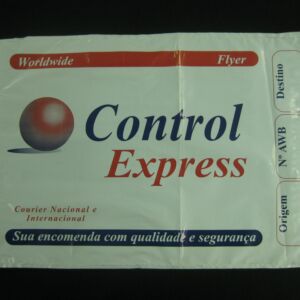 Worldwide Flyer
Control
Express
Courier Nacional e
Internacional
Sua encomenda com qualidade e segurança
Origem Nº AWB Destino